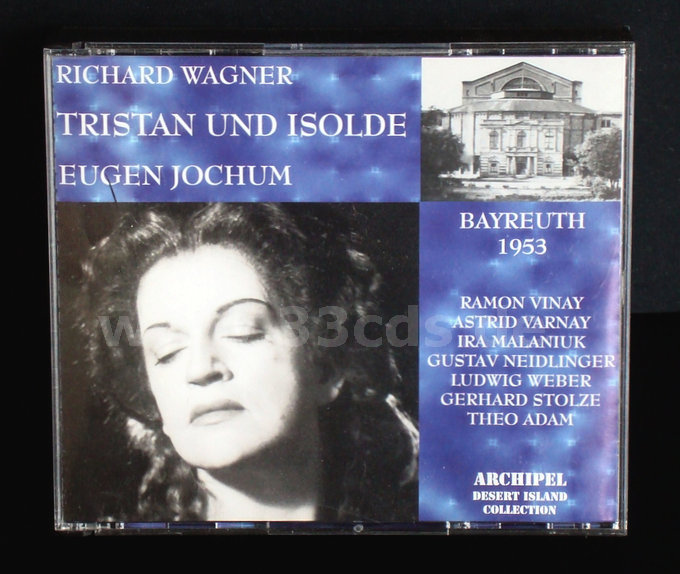 RICHARD WAGNER
TRISTAN UND ISOLDE
EUGEN JOCHUM
BAYREUTH
1953
RAMON VINAY
ASTRID VARNAY
IRA MALANIUK
GUSTAV NEIDLINGER
LUDWIG WEBER
GERHARD STOLZE
THEO ADAM
ARCHIPEL
DESERT ISLAND
COLLECTION